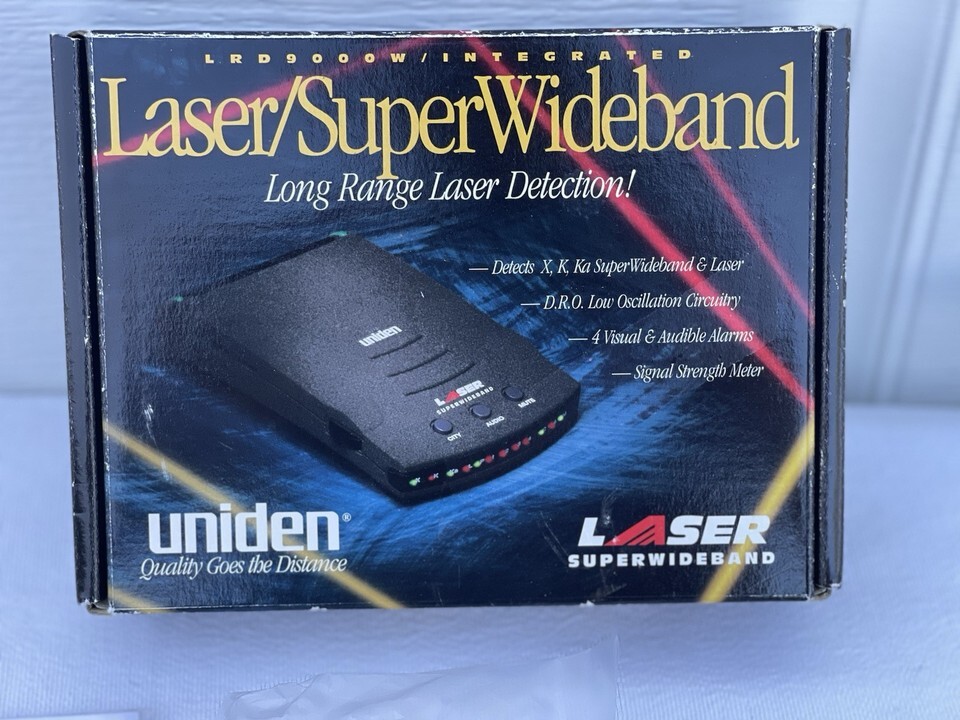 LRD9000W/INTEGRATED
Laser/SuperWideband
Long Range Laser Detection!
— Detects X, K, Ka SuperWideband & Laser
— D.R.O. Low Oscillation Circuitry
— 4 Visual & Audible Alarms
— Signal Strength Meter
uniden
LASER
SUPERWIDEBAND
CITY AUDIO MUTE
uniden®
Quality Goes the Distance
LASER
SUPERWIDEBAND